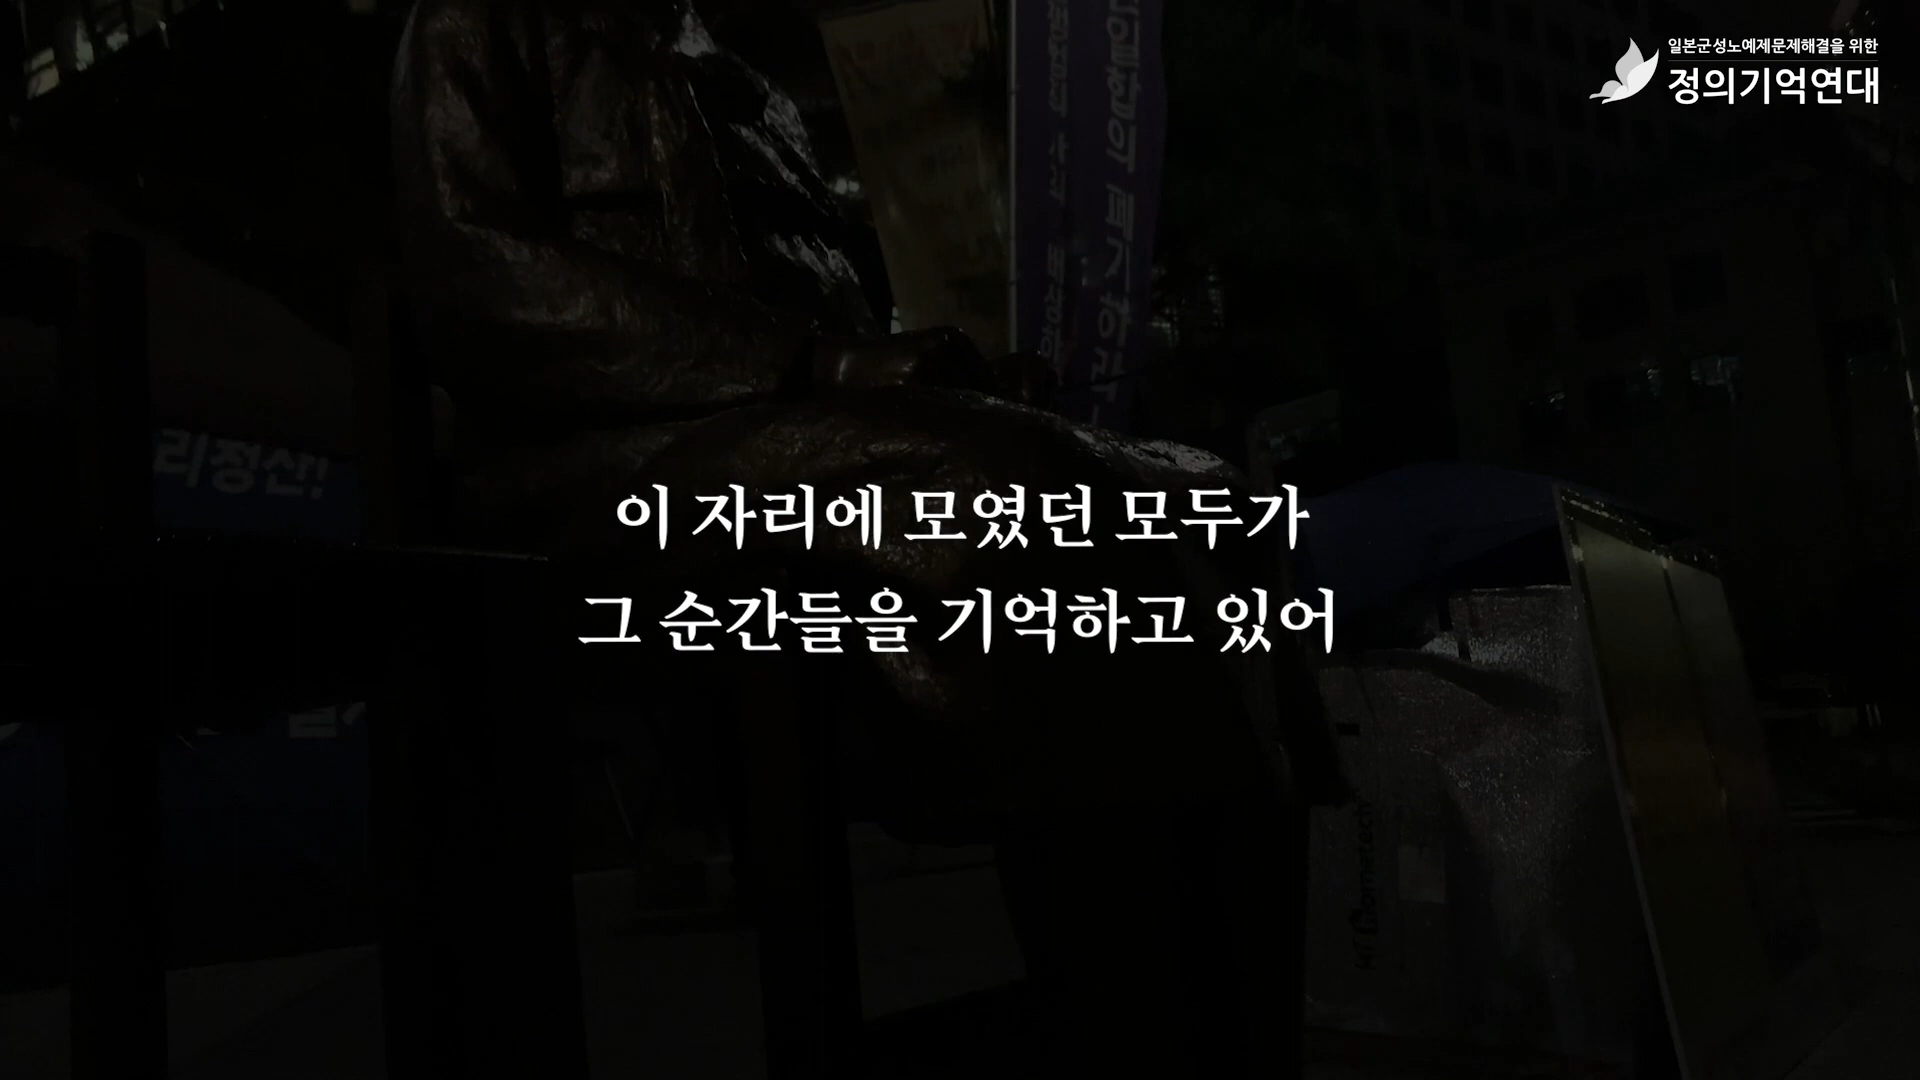 일본군성노예제문제해결을 위한
정의기억연대
리정산!
이 자리에 모였던 모두가
그 순간들을 기억하고 있어